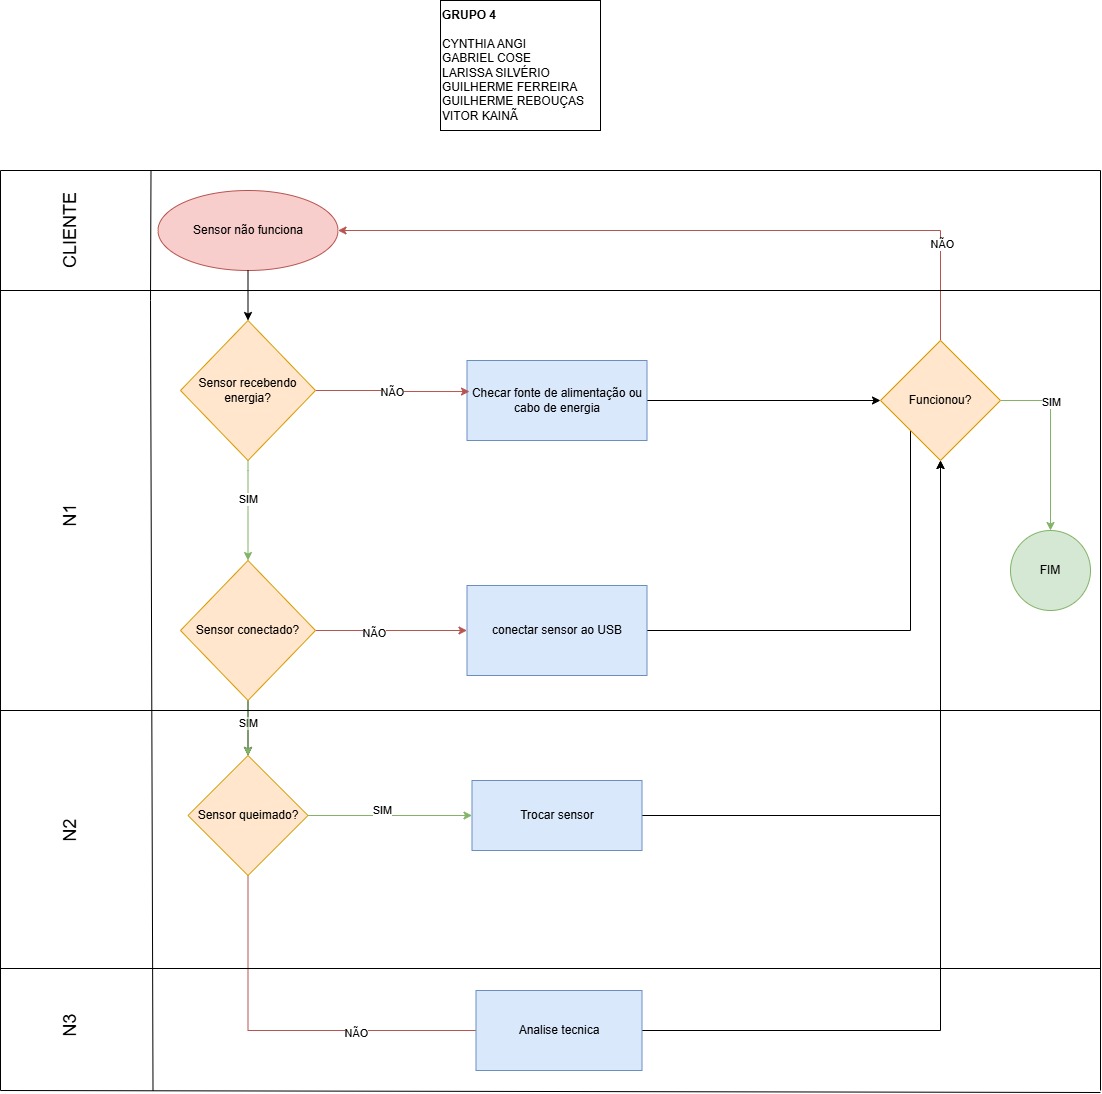 GRUPO 4
CYNTHIA ANGI
GABRIEL COSE
LARISSA SILVÉRIO
GUILHERME FERREIRA
GUILHERME REBOUÇAS
VITOR KAINÃ
CLIENTE
Sensor não funciona
NÃO
N1
Sensor recebendo
energia?
NÃO
Checar fonte de alimentação ou
cabo de energia
Funcionou?
SIM
SIM
FIM
Sensor conectado?
NÃO
conectar sensor ao USB
SIM
N2
Sensor queimado?
SIM
Trocar sensor
N3
NÃO
Analise tecnica